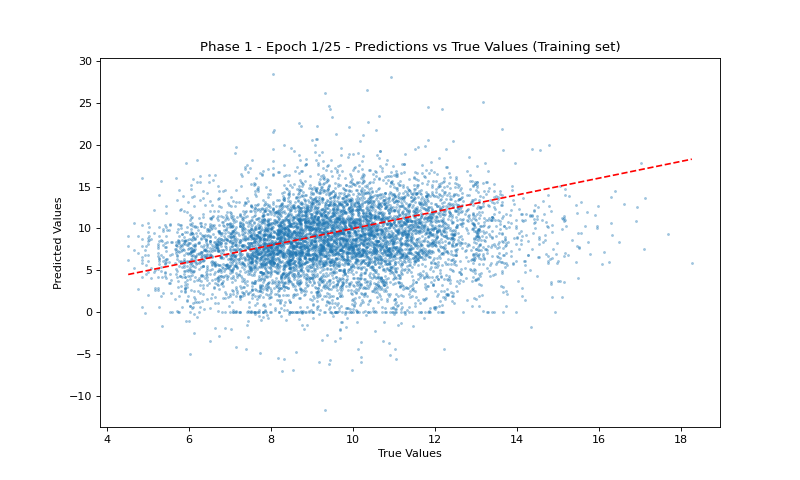 Phase 1 - Epoch 1/25 - Predictions vs True Values (Training set)
30
25
20
15
10
5
0
−5
−10
Predicted Values
4 6 8 10 12 14 16 18
True Values